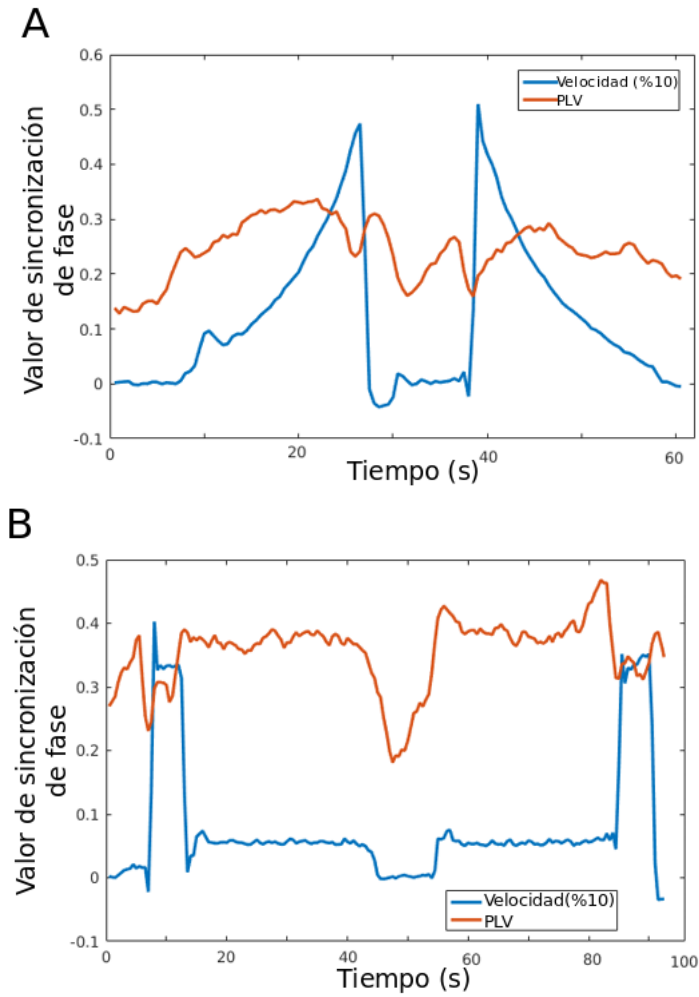 A
0.6
0.5
0.4
0.3
0.2
0.1
0
-0.1
Valor de sincronización
de fase
Velocidad (%10)
PLV
0
20
40
60
Tiempo (s)
B
0.5
0.4
0.3
0.2
0.1
0
-0.1
Valor de sincronización
de fase
Velocidad(%10)
PLV
0
20
40
60
80
100
Tiempo (s)